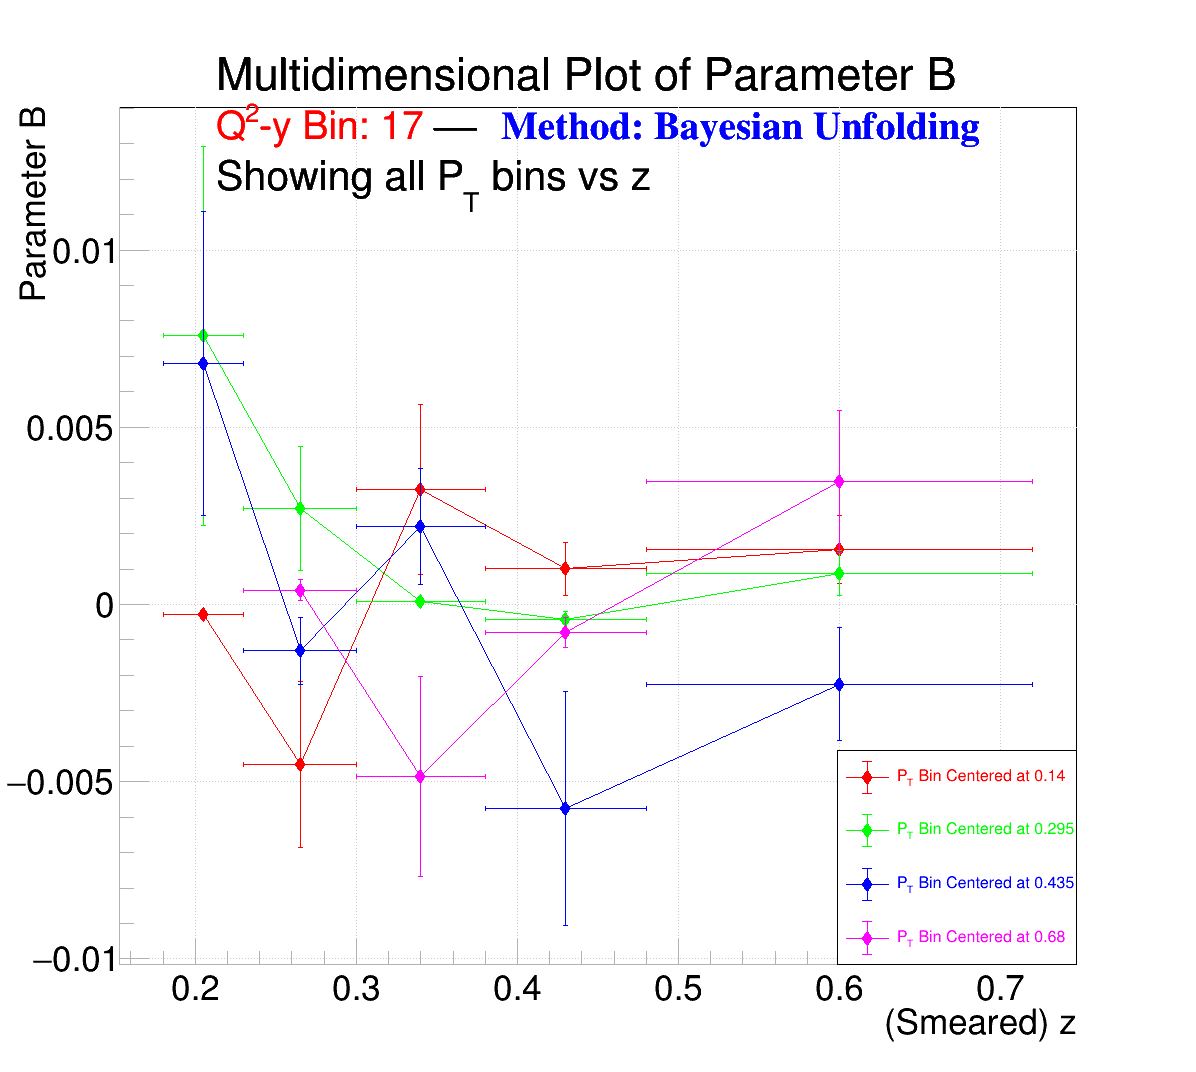 Multidimensional Plot of Parameter B
Q²-y Bin: 17 — Method: Bayesian Unfolding
Showing all P_T bins vs z
Parameter B
0.01
0.005
0
−0.005
−0.01
P_T Bin Centered at 0.14
P_T Bin Centered at 0.295
P_T Bin Centered at 0.435
P_T Bin Centered at 0.68
0.2 0.3 0.4 0.5 0.6 0.7
(Smeared) z